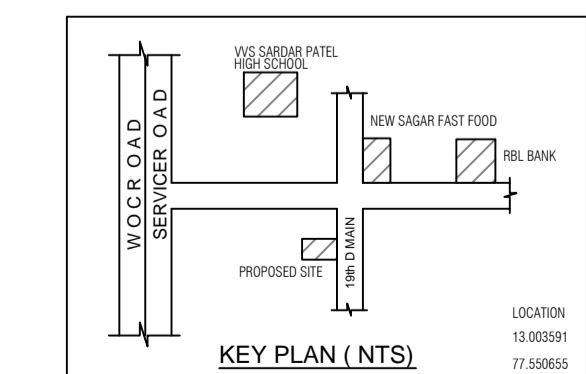 VVS SARDAR PATEL
HIGH SCHOOL
NEW SAGAR FAST FOOD
RBL BANK
WOCR OAD
SERVICER OAD
19th D MAIN
PROPOSED SITE
LOCATION
13.003591
77.550655
KEY PLAN ( NTS)